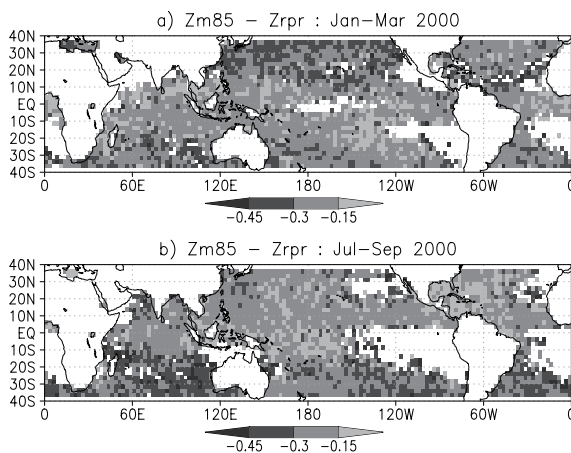 a) Zm85 − Zrpr : Jan−Mar 2000
40N
30N
20N
10N
EQ
10S
20S
30S
40S
0 60E 120E 180 120W 60W 0
−0.45 −0.3 −0.15
b) Zm85 − Zrpr : Jul−Sep 2000
40N
30N
20N
10N
EQ
10S
20S
30S
40S
0 60E 120E 180 120W 60W 0
−0.45 −0.3 −0.15